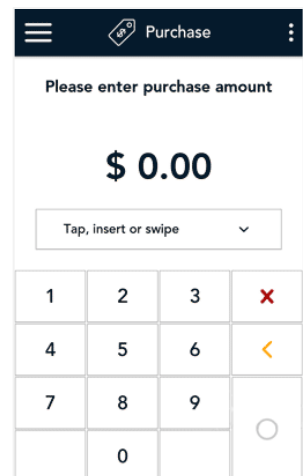 Purchase
Please enter purchase amount
$ 0.00
Tap, insert or swipe
1 2 3
4 5 6
7 8 9
0